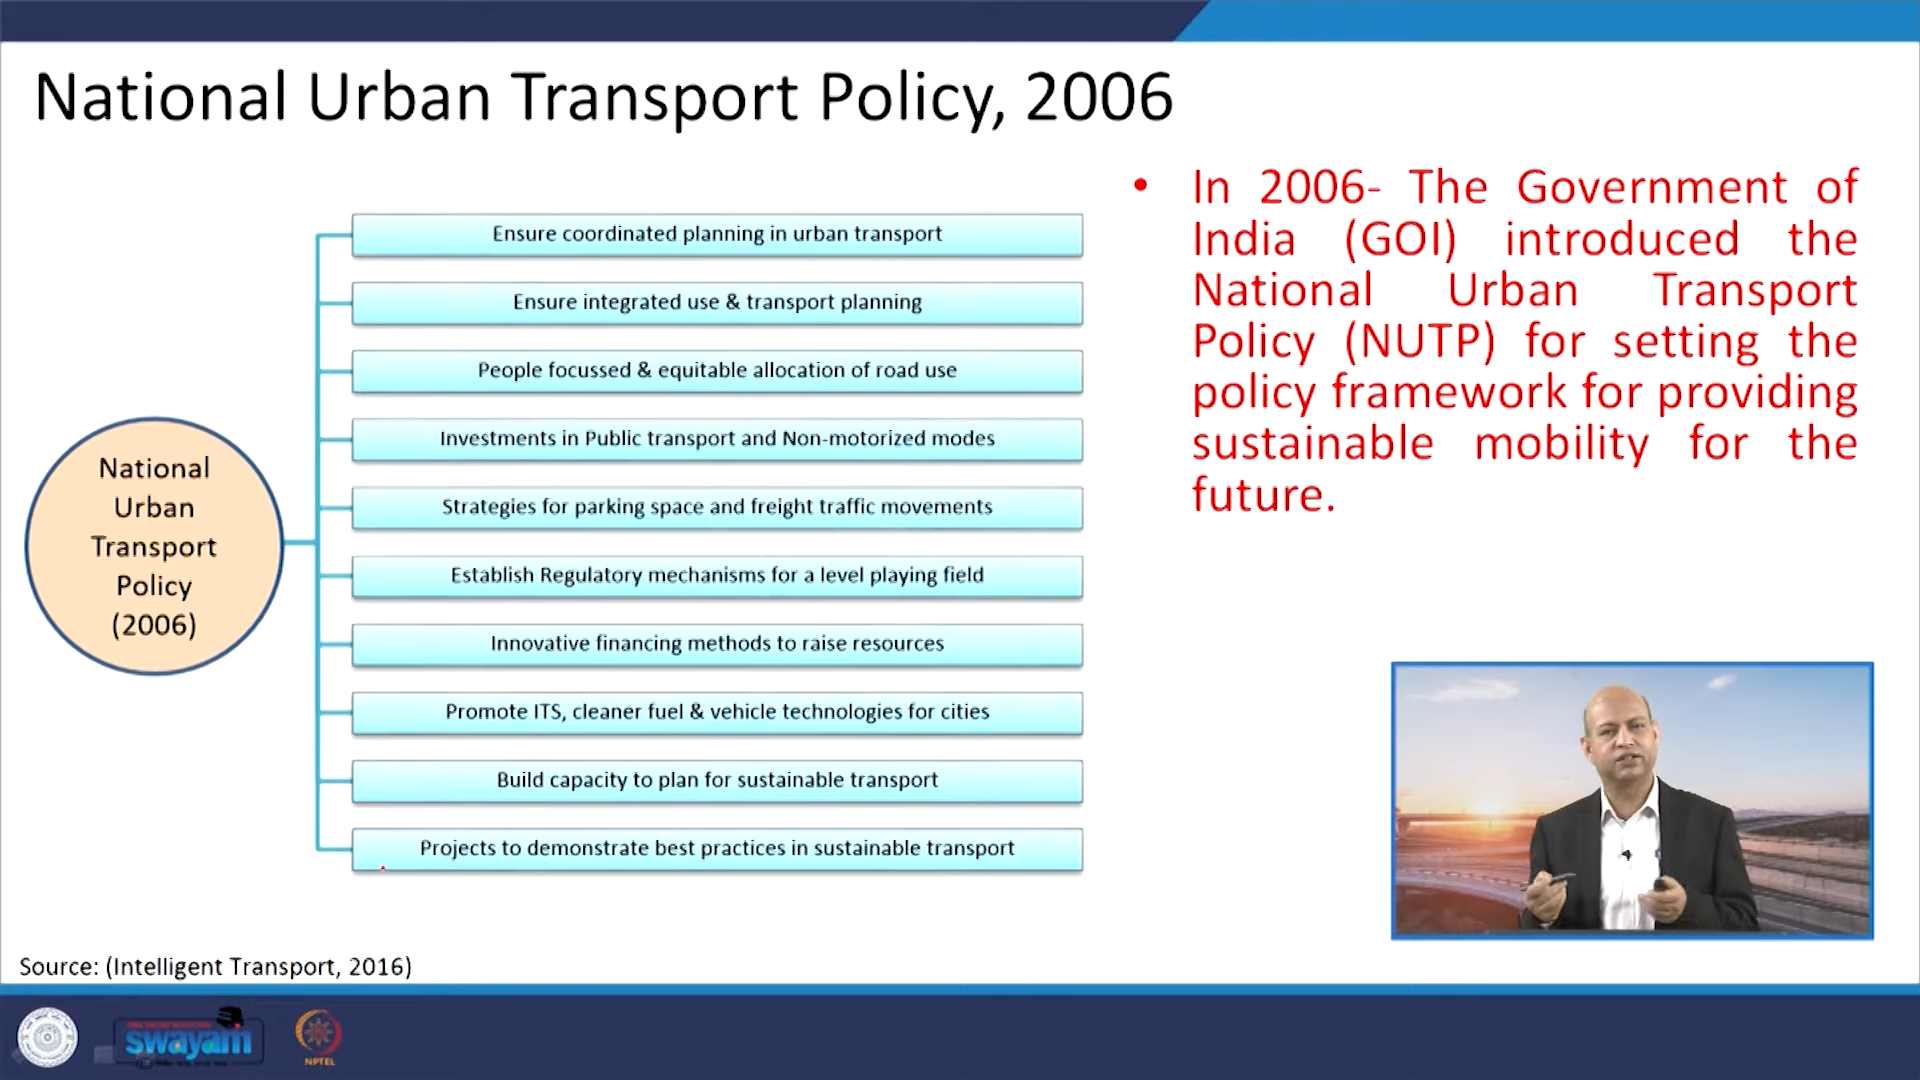 National Urban Transport Policy, 2006
National
Urban
Transport
Policy
(2006)
Ensure coordinated planning in urban transport
Ensure integrated use & transport planning
People focussed & equitable allocation of road use
Investments in Public transport and Non-motorized modes
Strategies for parking space and freight traffic movements
Establish Regulatory mechanisms for a level playing field
Innovative financing methods to raise resources
Promote ITS, cleaner fuel & vehicle technologies for cities
Build capacity to plan for sustainable transport
Projects to demonstrate best practices in sustainable transport
• In 2006- The Government of
India (GOI) introduced the
National Urban Transport
Policy (NUTP) for setting the
policy framework for providing
sustainable mobility for the
future.
Source: (Intelligent Transport, 2016)
swayam
NPTEL